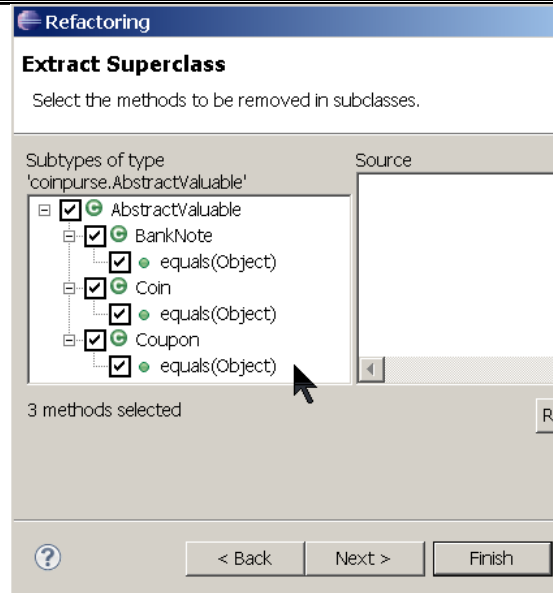 Refactoring
Extract Superclass
Select the methods to be removed in subclasses.
Subtypes of type
'coinpurse.AbstractValuable'
Source
AbstractValuable
BankNote
equals(Object)
Coin
equals(Object)
Coupon
equals(Object)
3 methods selected
R
< Back
Next >
Finish